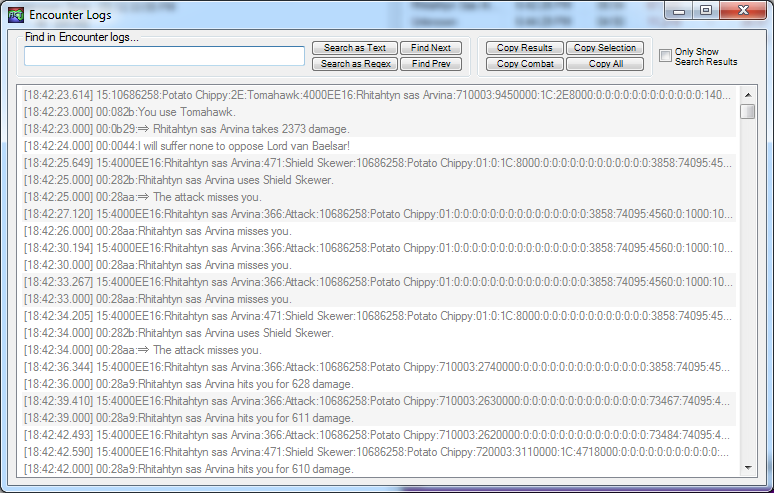 Encounter Logs
Find in Encounter logs...
Search as Text
Find Next
Search as Regex
Find Prev
Copy Results
Copy Selection
Copy Combat
Copy All
Only Show
Search Results
[18:42:23.614] 15:10686258:Potato Chippy:2E:Tomahawk:4000EE16:Rhitahtyn sas Arvina:710003:9450000:1C:2E8000:0:0:0:0:0:0:0:0:0:0:0:0:140...
[18:42:23.000] 00:082b:You use Tomahawk.
[18:42:23.000] 00:0b29:⇒ Rhitahtyn sas Arvina takes 2373 damage.
[18:42:24.000] 00:0044:I will suffer none to oppose Lord van Baelsar!
[18:42:25.649] 15:4000EE16:Rhitahtyn sas Arvina:471:Shield Skewer:10686258:Potato Chippy:01:0:1C:8000:0:0:0:0:0:0:0:0:0:0:0:0:3858:74095:45...
[18:42:25.000] 00:282b:Rhitahtyn sas Arvina uses Shield Skewer.
[18:42:25.000] 00:28aa:⇒ The attack misses you.
[18:42:27.120] 15:4000EE16:Rhitahtyn sas Arvina:366:Attack:10686258:Potato Chippy:01:0:0:0:0:0:0:0:0:0:0:0:0:0:0:0:3858:74095:4560:0:1000:10...
[18:42:26.000] 00:28aa:Rhitahtyn sas Arvina misses you.
[18:42:30.194] 15:4000EE16:Rhitahtyn sas Arvina:366:Attack:10686258:Potato Chippy:01:0:0:0:0:0:0:0:0:0:0:0:0:0:0:0:3858:74095:4560:0:1000:10...
[18:42:30.000] 00:28aa:Rhitahtyn sas Arvina misses you.
[18:42:33.267] 15:4000EE16:Rhitahtyn sas Arvina:366:Attack:10686258:Potato Chippy:01:0:0:0:0:0:0:0:0:0:0:0:0:0:0:0:3858:74095:4560:0:1000:10...
[18:42:33.000] 00:28aa:Rhitahtyn sas Arvina misses you.
[18:42:34.205] 15:4000EE16:Rhitahtyn sas Arvina:471:Shield Skewer:10686258:Potato Chippy:01:0:1C:8000:0:0:0:0:0:0:0:0:0:0:0:0:3858:74095:45...
[18:42:34.000] 00:282b:Rhitahtyn sas Arvina uses Shield Skewer.
[18:42:34.000] 00:28aa:⇒ The attack misses you.
[18:42:36.344] 15:4000EE16:Rhitahtyn sas Arvina:366:Attack:10686258:Potato Chippy:710003:2740000:0:0:0:0:0:0:0:0:0:0:0:0:0:0:3858:74095:45...
[18:42:36.000] 00:28a9:Rhitahtyn sas Arvina hits you for 628 damage.
[18:42:39.410] 15:4000EE16:Rhitahtyn sas Arvina:366:Attack:10686258:Potato Chippy:710003:2630000:0:0:0:0:0:0:0:0:0:0:0:0:0:0:73467:74095:4...
[18:42:39.000] 00:28a9:Rhitahtyn sas Arvina hits you for 611 damage.
[18:42:42.493] 15:4000EE16:Rhitahtyn sas Arvina:366:Attack:10686258:Potato Chippy:710003:2620000:0:0:0:0:0:0:0:0:0:0:0:0:0:0:73484:74095:4...
[18:42:42.590] 15:4000EE16:Rhitahtyn sas Arvina:471:Shield Skewer:10686258:Potato Chippy:720003:3110000:1C:4718000:0:0:0:0:0:0:0:0:0:0:0:0:...
[18:42:42.000] 00:28a9:Rhitahtyn sas Arvina hits you for 610 damage.